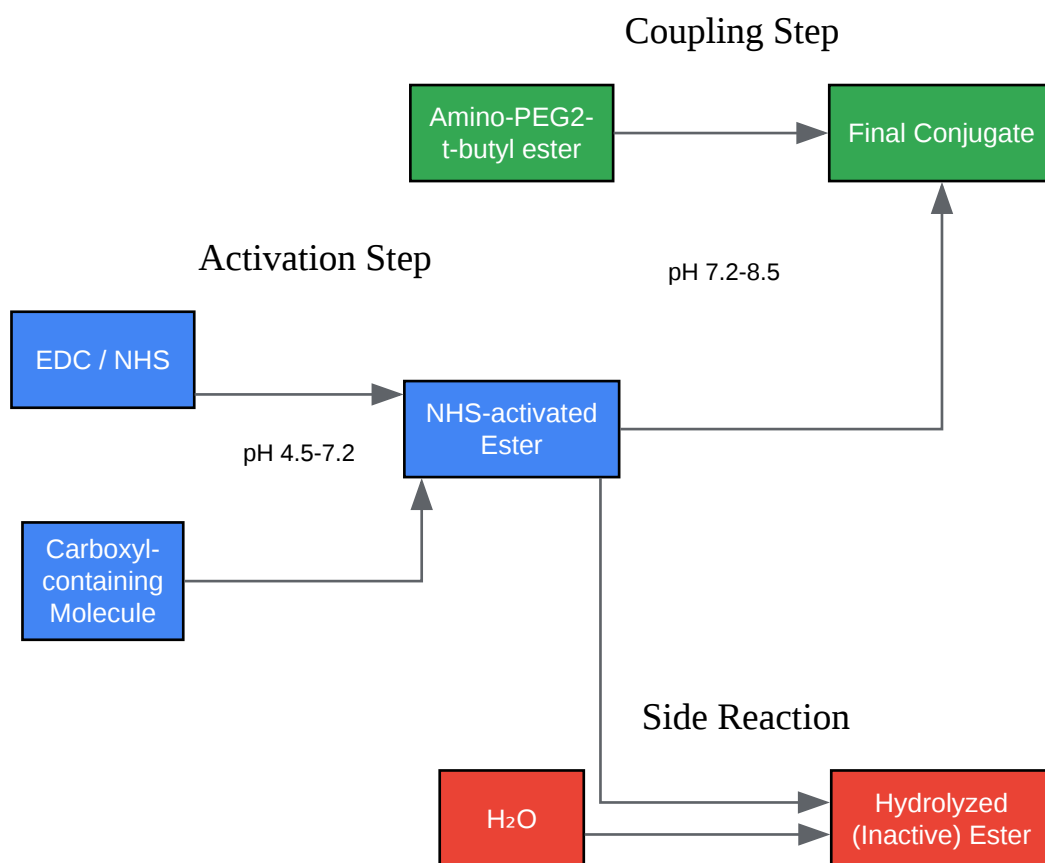 Coupling Step
Amino-PEG2-
t-butyl ester
Final Conjugate
Activation Step
pH 7.2-8.5
EDC / NHS
NHS-activated
Ester
pH 4.5-7.2
Carboxyl-
containing
Molecule
Side Reaction
H₂O
Hydrolyzed
(Inactive) Ester